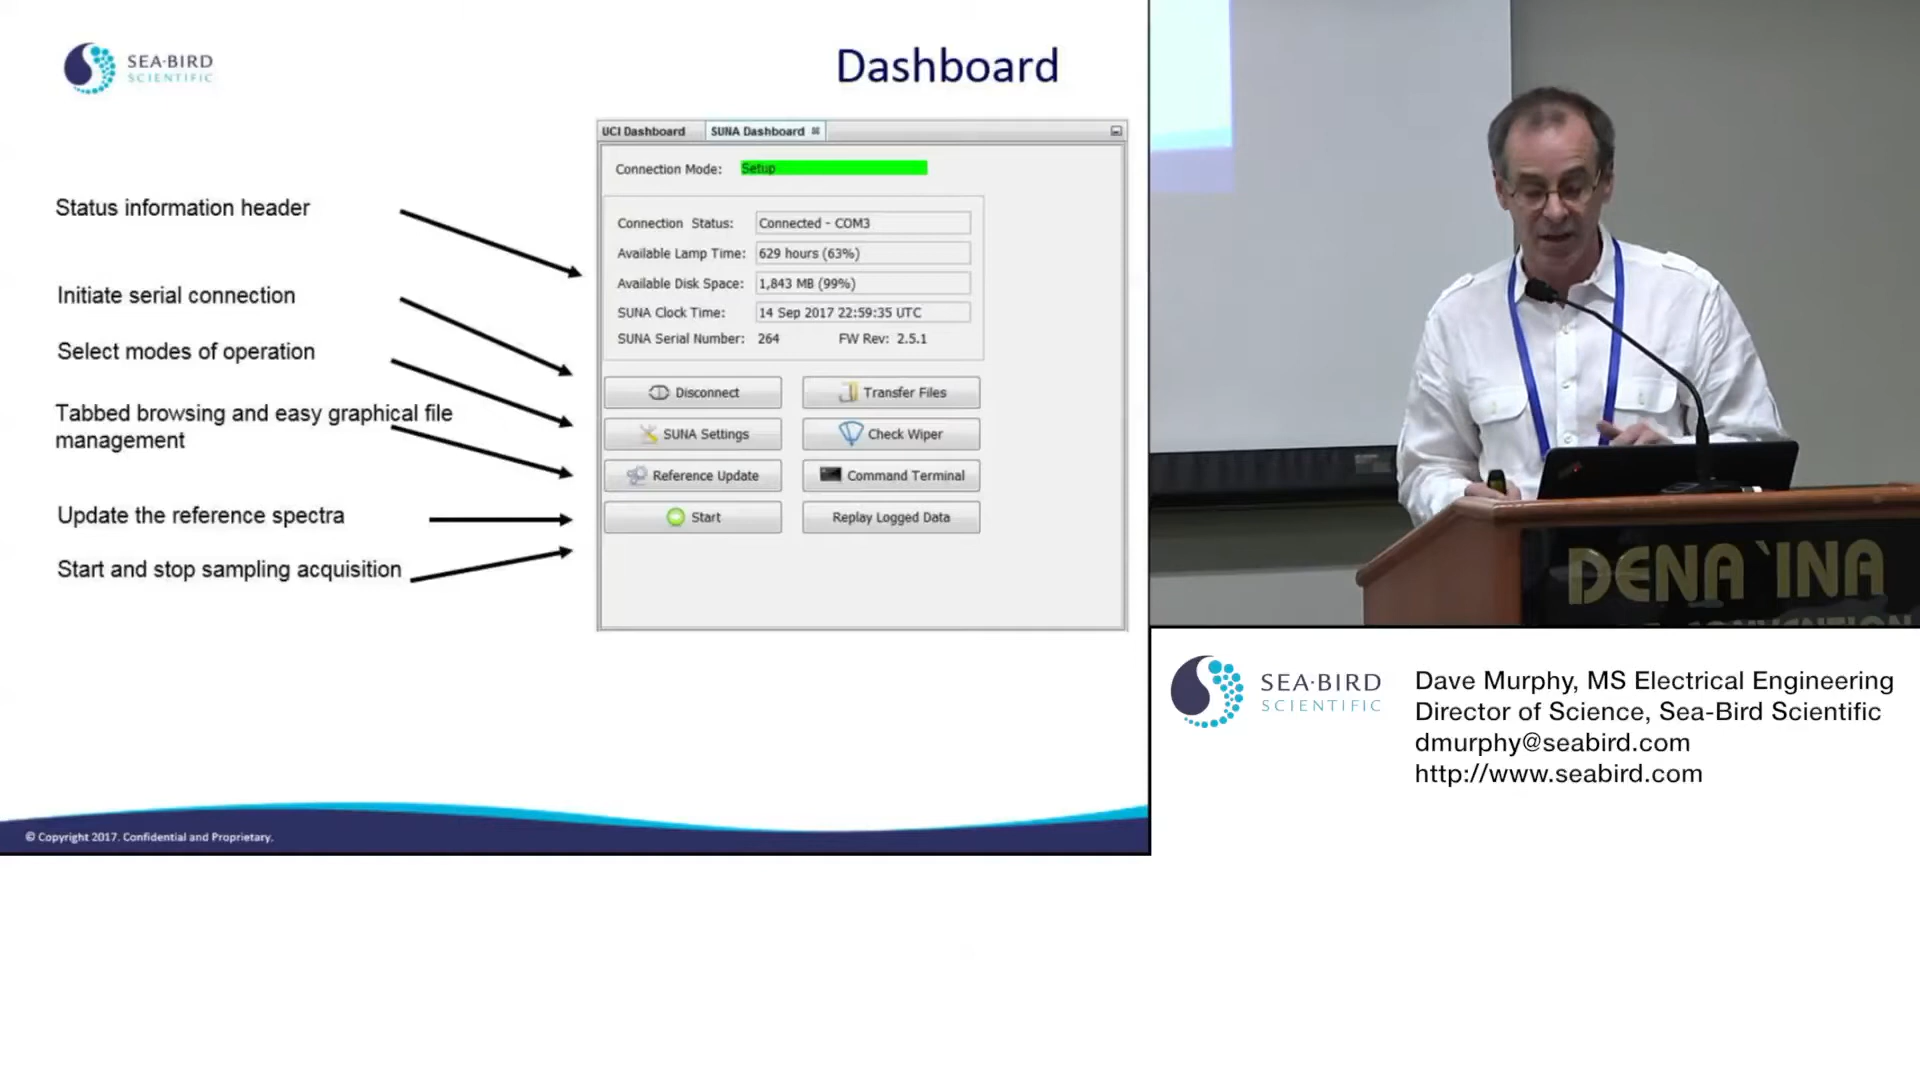 SEA·BIRD
SCIENTIFIC
Dashboard
Status information header
Initiate serial connection
Select modes of operation
Tabbed browsing and easy graphical file
management
Update the reference spectra
Start and stop sampling acquisition
UCI Dashboard SUNA Dashboard
Connection Mode: Setup
Connection Status: Connected - COM3
Available Lamp Time: 629 hours (63%)
Available Disk Space: 1,843 MB (99%)
SUNA Clock Time: 14 Sep 2017 22:59:35 UTC
SUNA Serial Number: 264 FW Rev: 2.5.1
Disconnect Transfer Files
SUNA Settings Check Wiper
Reference Update Command Terminal
Start Replay Logged Data
© Copyright 2017. Confidential and Proprietary.
DENA`INA
CONVENTION
SEA·BIRD
SCIENTIFIC
Dave Murphy, MS Electrical Engineering
Director of Science, Sea-Bird Scientific
dmurphy@seabird.com
http://www.seabird.com